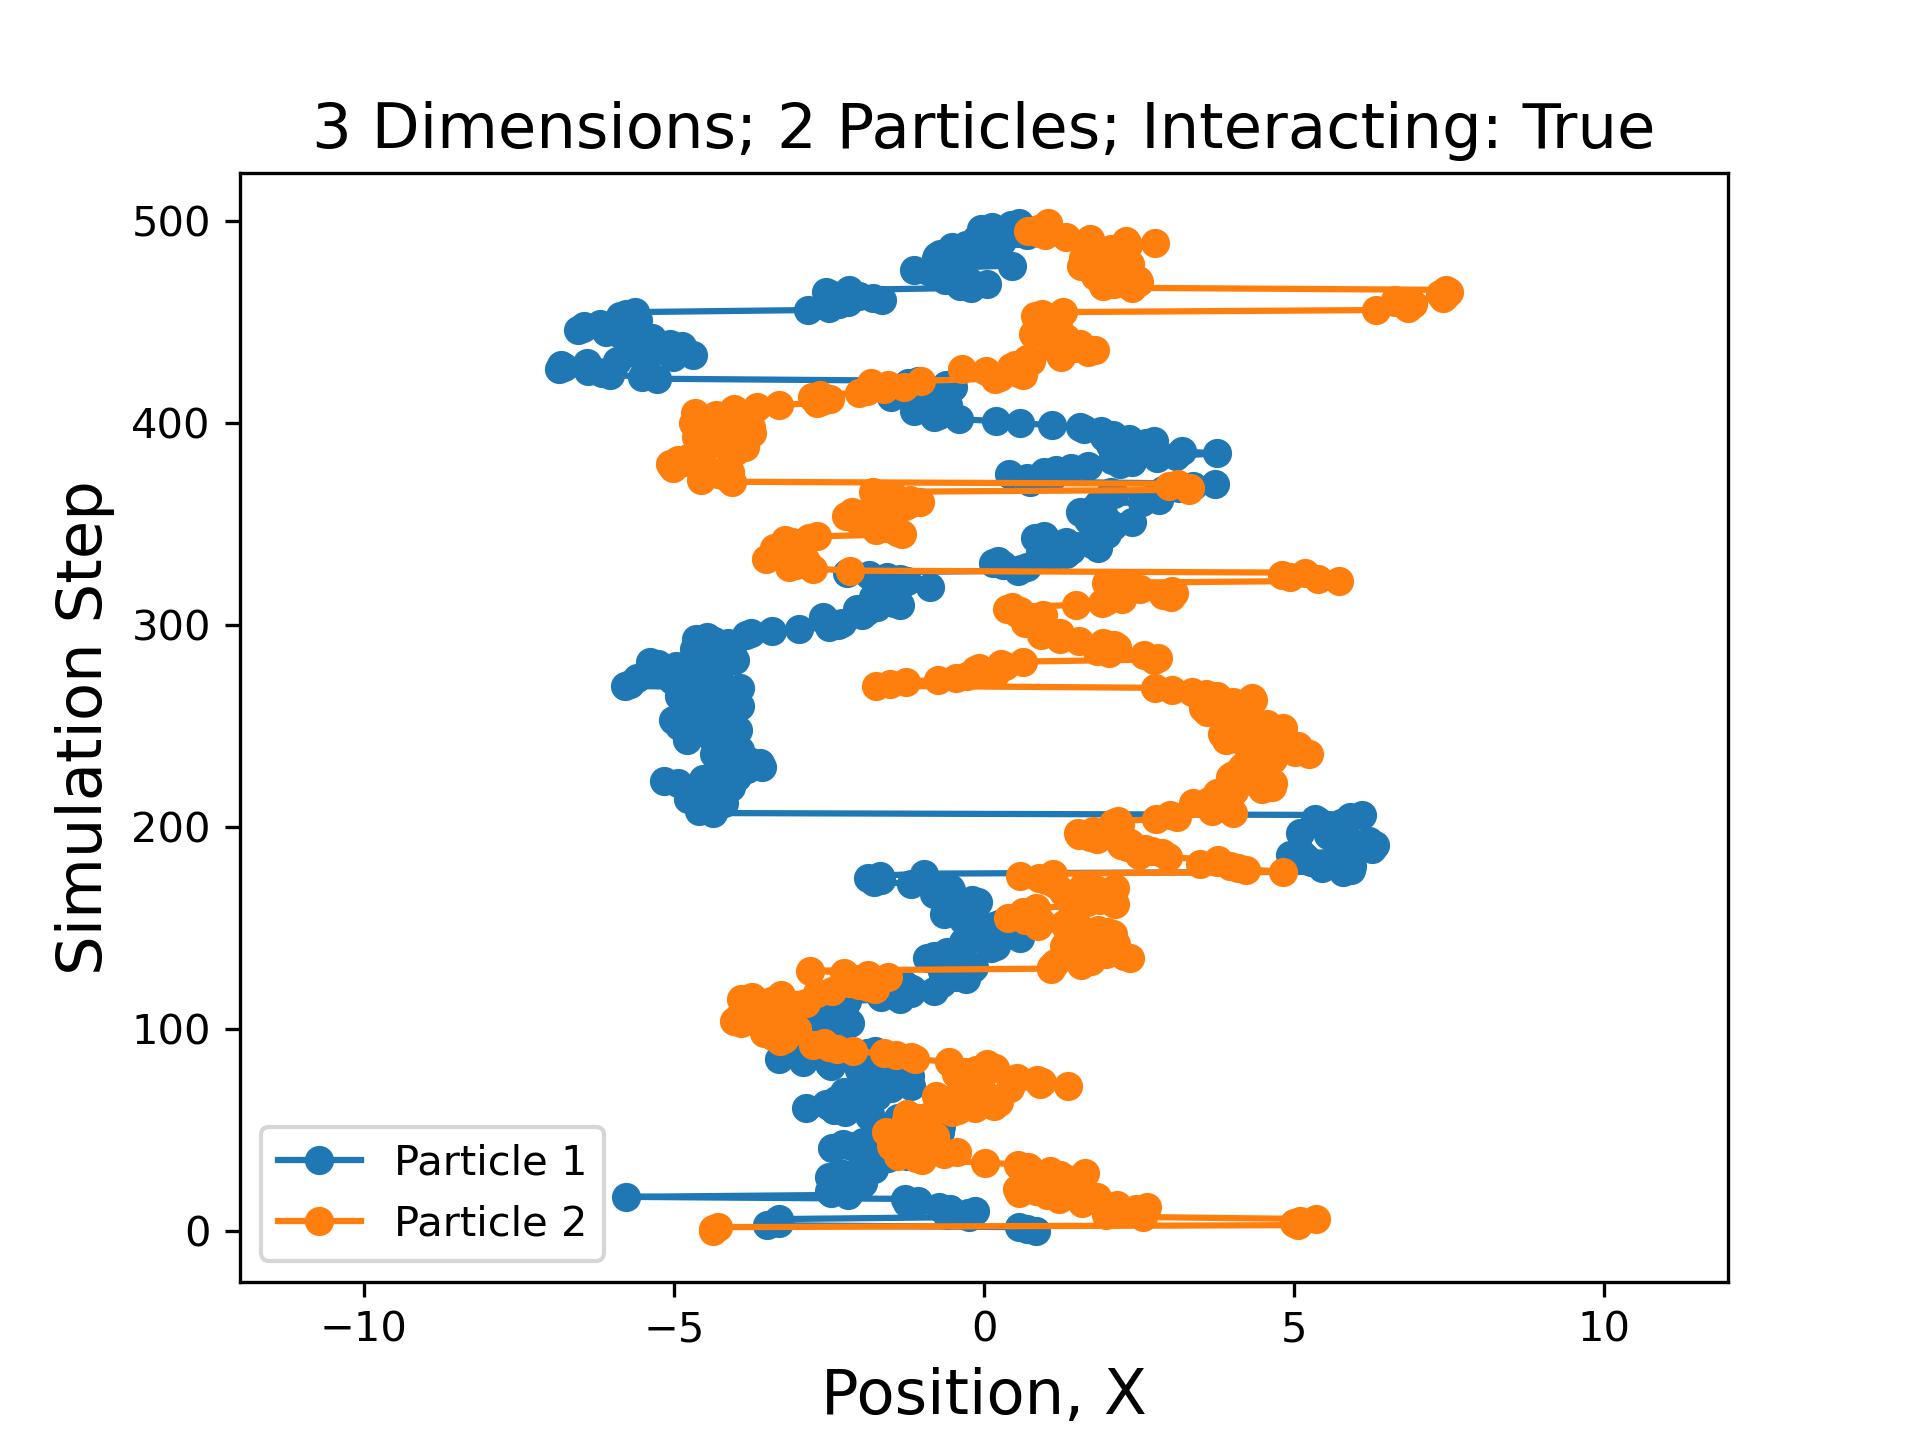 3 Dimensions; 2 Particles; Interacting: True
Simulation Step
500
400
300
200
100
0
Particle 1
Particle 2
−10
−5
0
5
10
Position, X